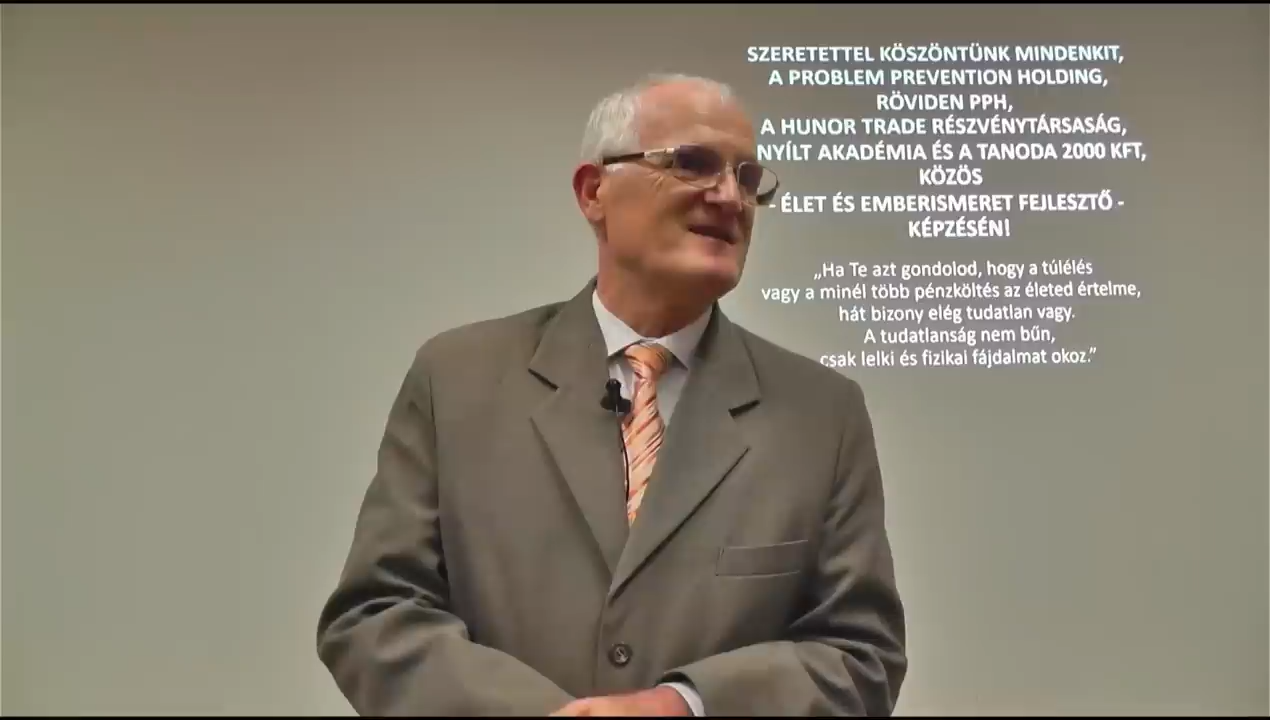 SZERETETTEL KÖSZÖNTÜNK MINDENKIT,
A PROBLEM PREVENTION HOLDING,
RÖVIDEN PPH,
A HUNOR TRADE RÉSZVÉNYTÁRSASÁG,
NYÍLT AKADÉMIA ÉS A TANODA 2000 KFT,
KÖZÖS
- ÉLET ÉS EMBERISMERET FEJLESZTŐ -
KÉPZÉSÉN!
„Ha Te azt gondolod, hogy a túlélés
vagy a minél több pénzköltés az életed értelme,
hát bizony elég tudatlan vagy.
A tudatlanság nem bűn,
csak lelki és fizikai fájdalmat okoz."